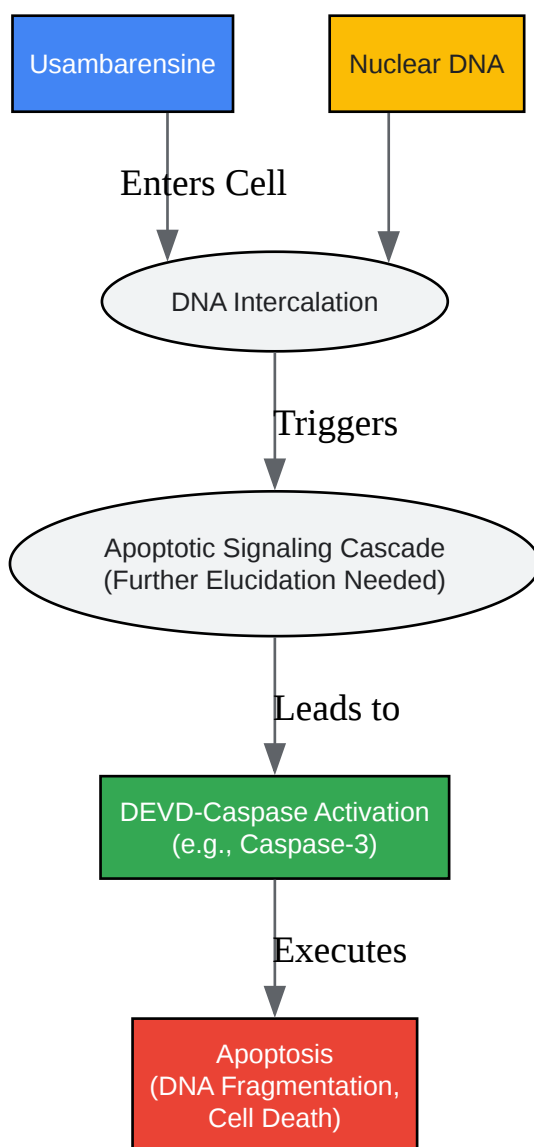 Usambarensine
Nuclear DNA
Enters Cell
DNA Intercalation
Triggers
Apoptotic Signaling Cascade
(Further Elucidation Needed)
Leads to
DEVD-Caspase Activation
(e.g., Caspase-3)
Executes
Apoptosis
(DNA Fragmentation,
Cell Death)